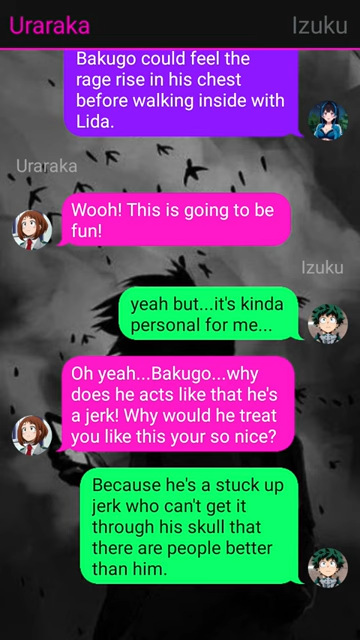 Uraraka Izuku
Bakugo could feel the
rage rise in his chest
before walking inside with
Lida.
Uraraka
Wooh! This is going to be
fun!
Izuku
yeah but...it's kinda
personal for me...
Oh yeah...Bakugo...why
does he acts like that he's
a jerk! Why would he treat
you like this your so nice?
Because he's a stuck up
jerk who can't get it
through his skull that
there are people better
than him.